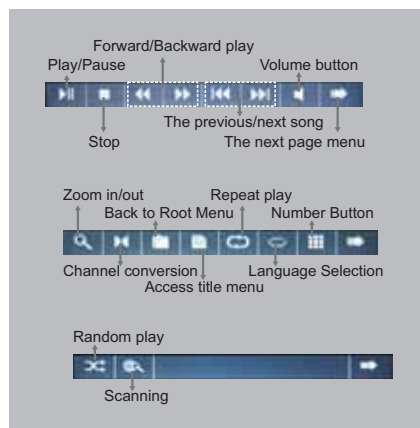 Forward/Backward play
Play/Pause
Volume button
The previous/next song
Stop
The next page menu
Zoom in/out
Repeat play
Back to Root Menu
Number Button
Channel conversion
Language Selection
Access title menu
Random play
Scanning